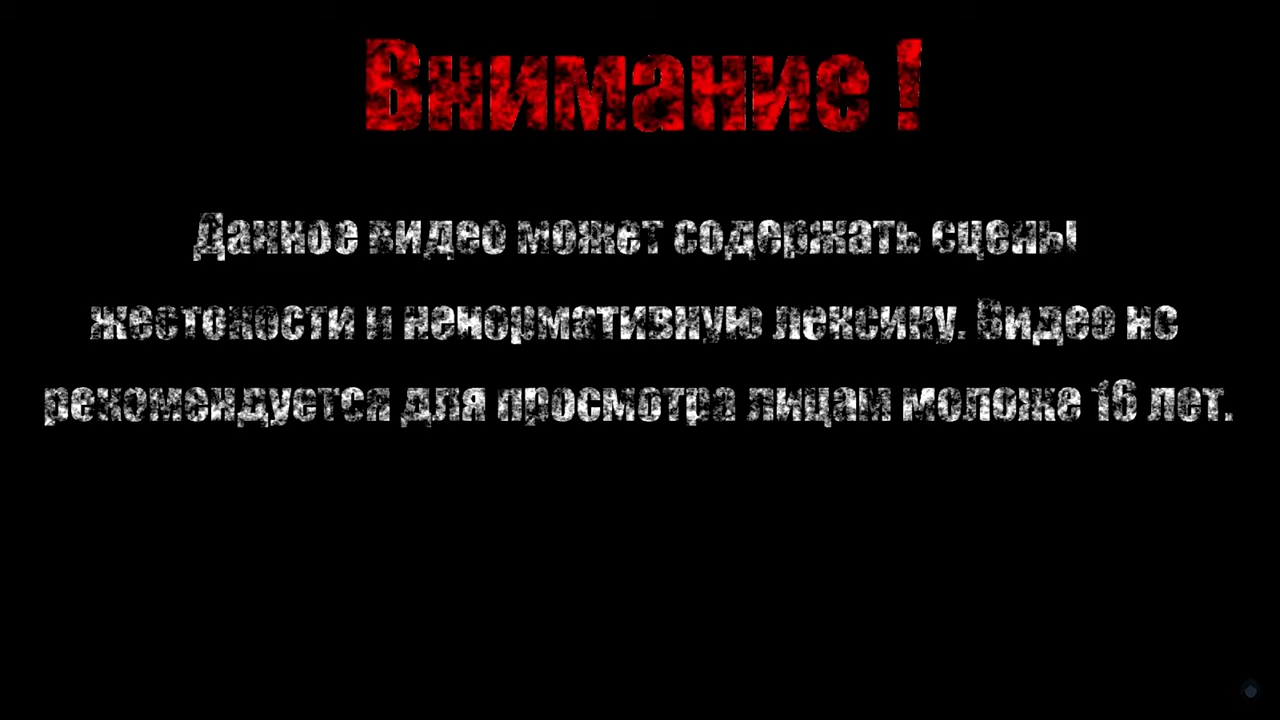 Внимание !
Данное видео может содержать сцены
жестокости и ненормативную лексику. Видео не
рекомендуется для просмотра лицам моложе 16 лет.